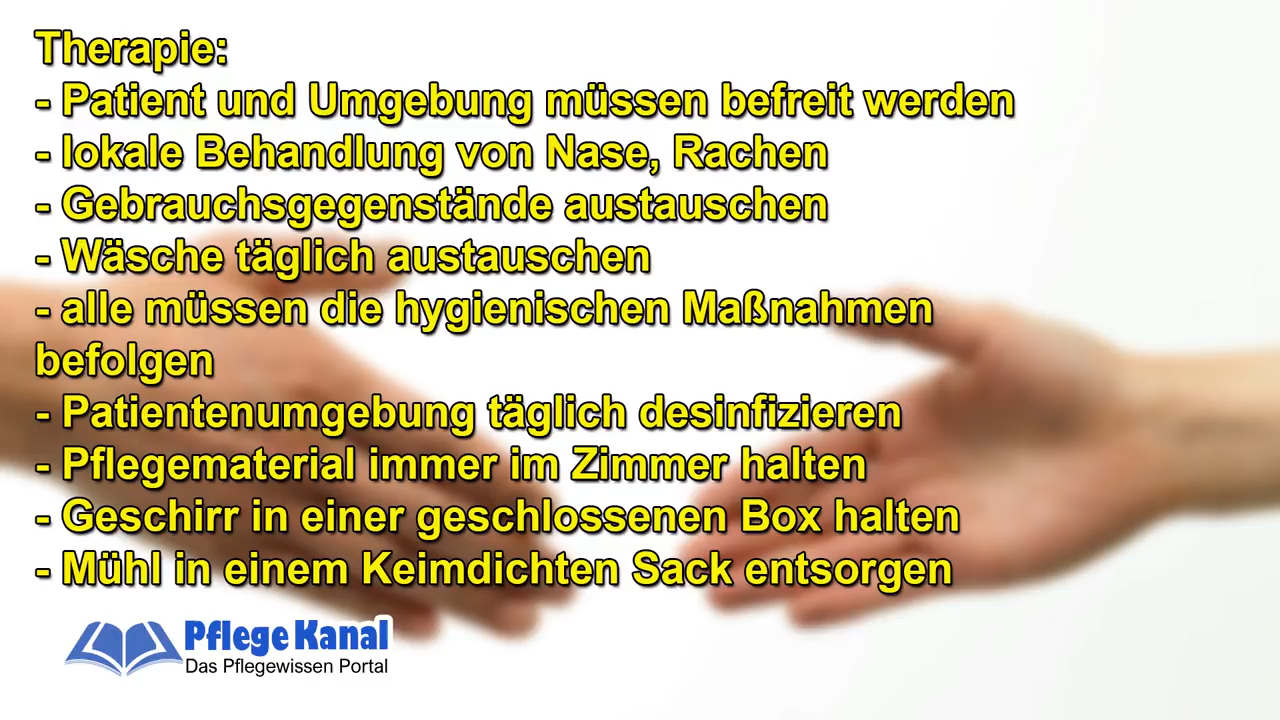 Therapie:
- Patient und Umgebung müssen befreit werden
- lokale Behandlung von Nase, Rachen
- Gebrauchsgegenstände austauschen
- Wäsche täglich austauschen
- alle müssen die hygienischen Maßnahmen
befolgen
- Patientenumgebung täglich desinfizieren
- Pflegematerial immer im Zimmer halten
- Geschirr in einer geschlossenen Box halten
- Mühl in einem Keimdichten Sack entsorgen
Pflege Kanal
Das Pflegewissen Portal